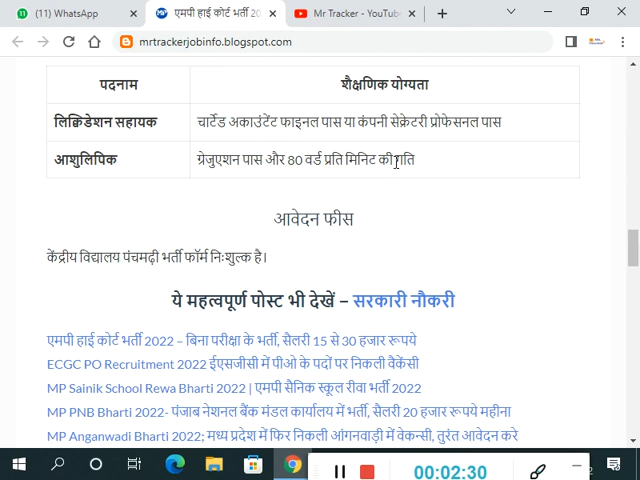 (11) WhatsApp
एमपी हाई कोर्ट भर्ती 20
Mr Tracker - YouTube
mrtrackerjobinfo.blogspot.com
पदनाम
शैक्षणिक योग्यता
लिक्विडेशन सहायक
चार्टेड अकाउंटेंट फाइनल पास या कंपनी सेक्रेटरी प्रोफेसनल पास
आशुलिपिक
ग्रेजुएशन पास और 80 वर्ड प्रति मिनिट की गति
आवेदन फीस
केंद्रीय विद्यालय पंचमढ़ी भर्ती फॉर्म निःशुल्क है।
ये महत्वपूर्ण पोस्ट भी देखें – सरकारी नौकरी
एमपी हाई कोर्ट भर्ती 2022 – बिना परीक्षा के भर्ती, सैलरी 15 से 30 हजार रूपये
ECGC PO Recruitment 2022 ईएसजीसी में पीओ के पदों पर निकली वैकेंसी
MP Sainik School Rewa Bharti 2022 | एमपी सैनिक स्कूल रीवा भर्ती 2022
MP PNB Bharti 2022- पंजाब नेशनल बैंक मंडल कार्यालय में भर्ती, सैलरी 20 हजार रूपये महीना
MP Anganwadi Bharti 2022; मध्य प्रदेश में फिर निकली आंगनवाड़ी में वेकन्सी, तुरंत आवेदन करे
00:02:30